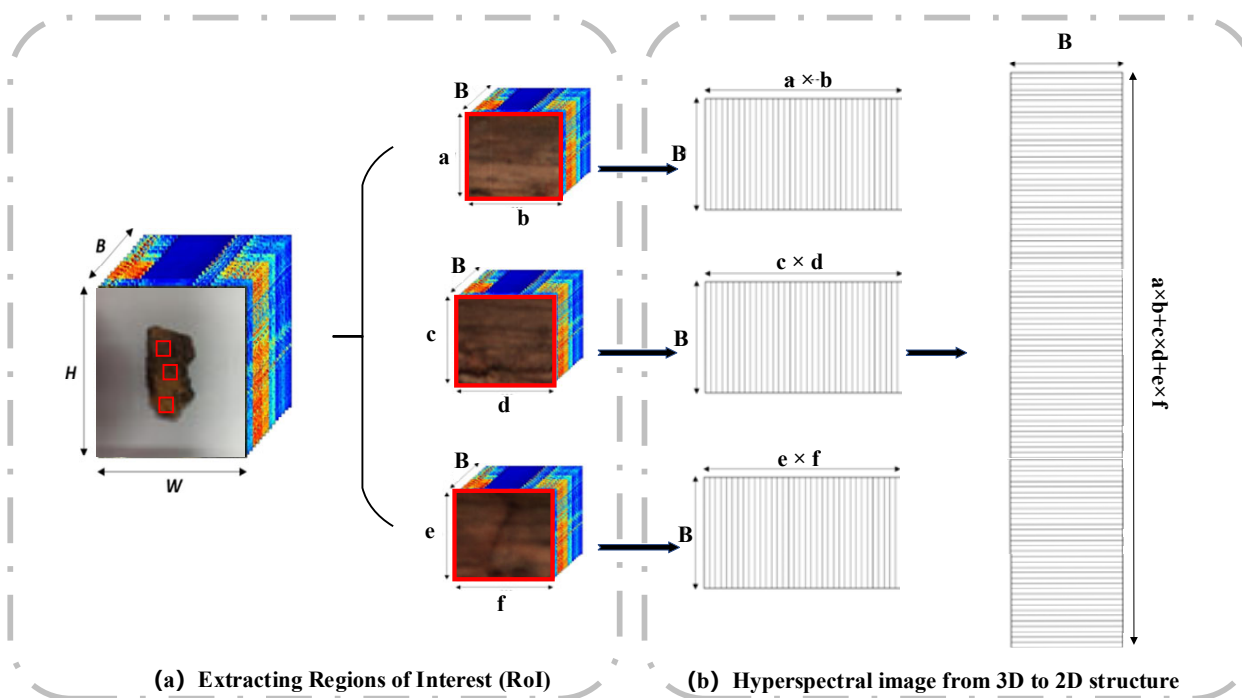 B
H
W
B
a
b
B
c
d
B
e
f
(a) Extracting Regions of Interest (RoI)
a × b
B
c × d
B
e × f
B
B
a×b+c×d+e×f
(b) Hyperspectral image from 3D to 2D structure